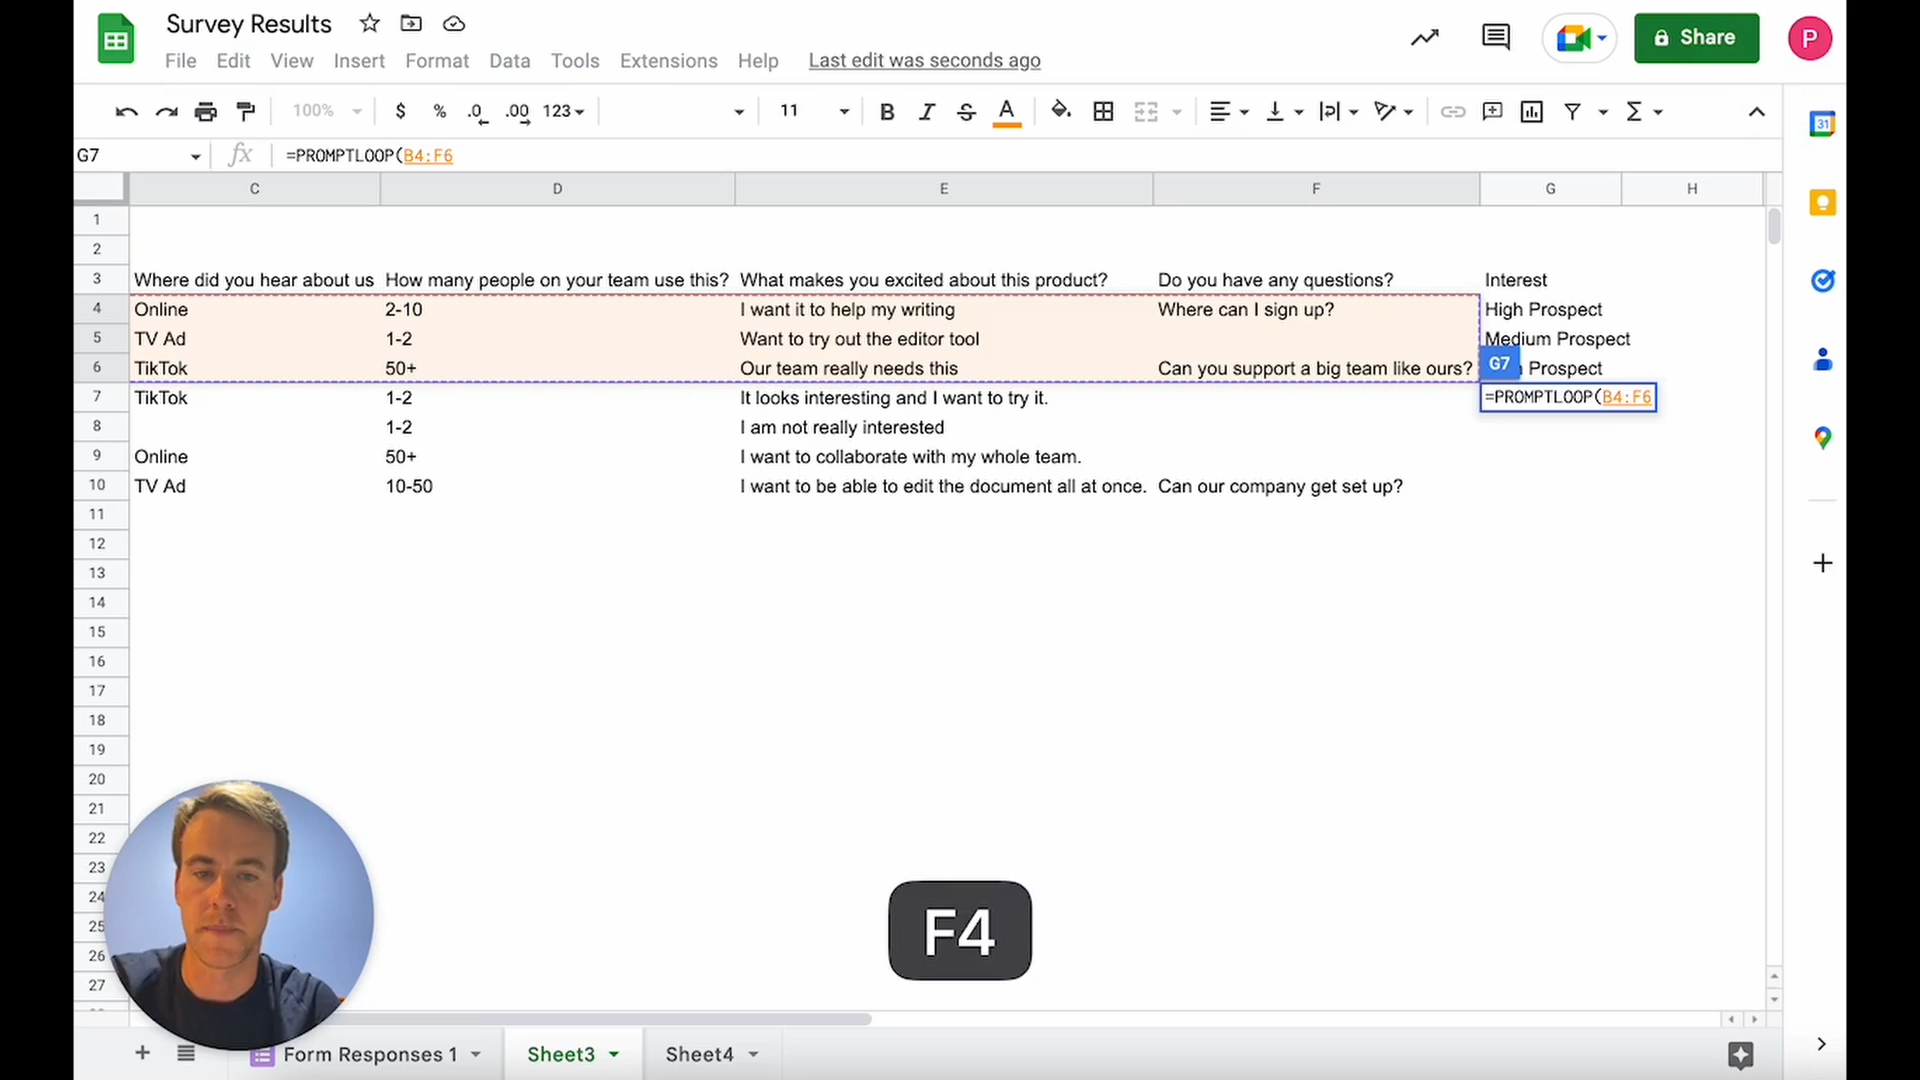 Survey Results
File Edit View Insert Format Data Tools Extensions Help Last edit was seconds ago
Share
P
100% $ % .0 .00 123 11 B I S A
31
G7 fx =PROMPTLOOP(B4:F6
C D E F G H
1
2
3 Where did you hear about us How many people on your team use this? What makes you excited about this product? Do you have any questions? Interest
4 Online 2-10 I want it to help my writing Where can I sign up? High Prospect
5 TV Ad 1-2 Want to try out the editor tool Medium Prospect
6 TikTok 50+ Our team really needs this Can you support a big team like ours? G7 Prospect
7 TikTok 1-2 It looks interesting and I want to try it. =PROMPTLOOP(B4:F6
8 1-2 I am not really interested
9 Online 50+ I want to collaborate with my whole team.
10 TV Ad 10-50 I want to be able to edit the document all at once. Can our company get set up?
11
12
13
14
15
16
17
18
19
20
21
22
23
24
25
26
27
F4
Form Responses 1 Sheet3 Sheet4